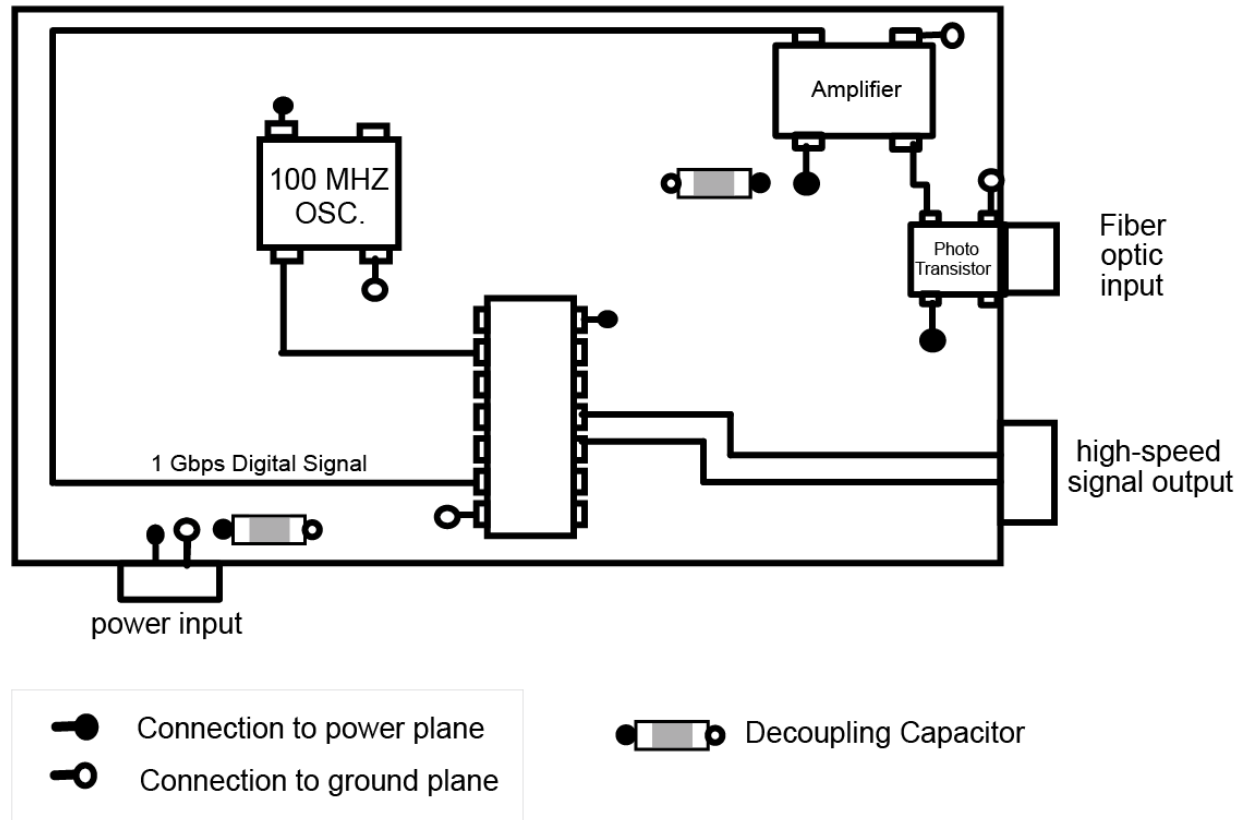 Amplifier
100 MHZ
OSC.
Photo
Transistor
Fiber
optic
input
1 Gbps Digital Signal
high-speed
signal output
power input
Connection to power plane
Decoupling Capacitor
Connection to ground plane